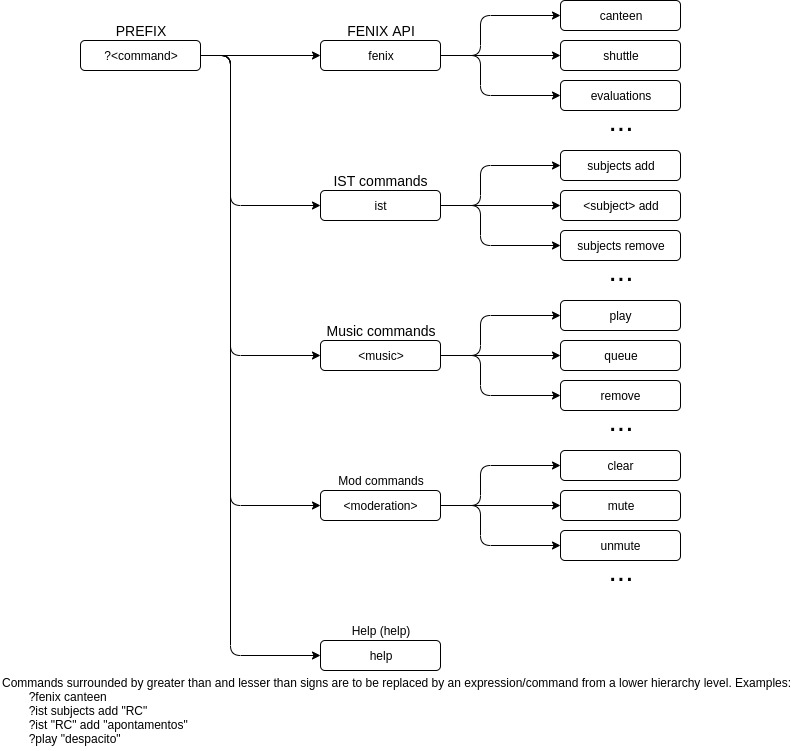 PREFIX
?<command>
FENIX API
fenix
canteen
shuttle
evaluations
...
IST commands
ist
subjects add
<subject> add
subjects remove
...
Music commands
<music>
play
queue
remove
...
Mod commands
<moderation>
clear
mute
unmute
...
Help (help)
help
Commands surrounded by greater than and lesser than signs are to be replaced by an expression/command from a lower hierarchy level. Examples:
?fenix canteen
?ist subjects add "RC"
?ist "RC" add "apontamentos"
?play "despacito"